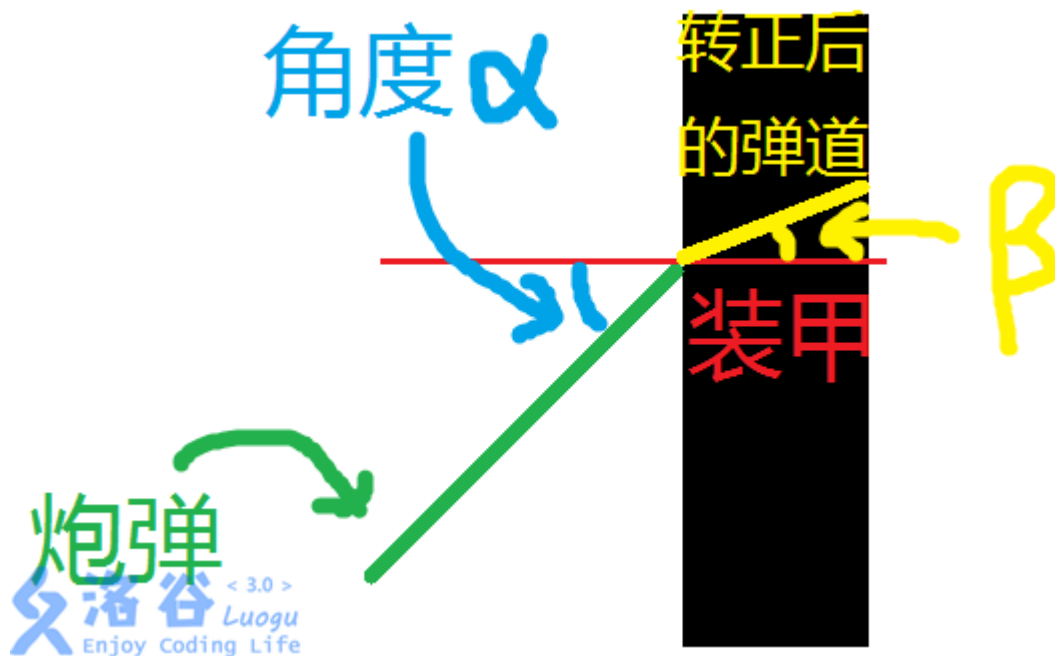 角度α
转正后
的弹道
β
装甲
炮弹
洛谷 < 3.0 >
Luogu
Enjoy Coding Life